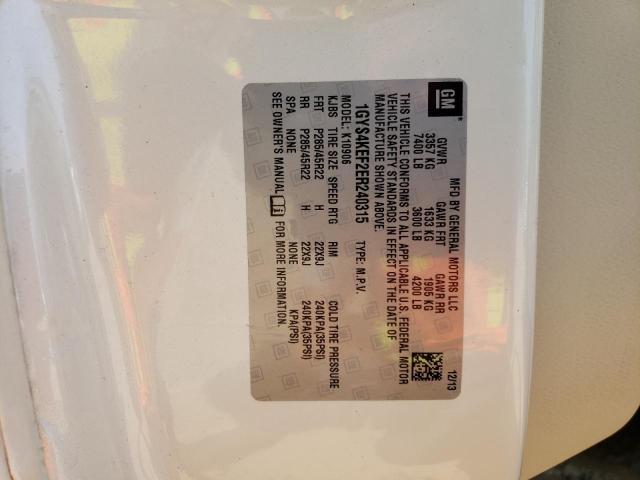 GM
MFD BY GENERAL MOTORS LLC 12/13
GVWR GAWR FRT GAWR RR
3357 KG 1633 KG 1905 KG
7400 LB 3600 LB 4200 LB
THIS VEHICLE CONFORMS TO ALL APPLICABLE U.S. FEDERAL MOTOR
VEHICLE SAFETY STANDARDS IN EFFECT ON THE DATE OF
MANUFACTURE SHOWN ABOVE.
1GYS4KEF2ER240315 TYPE: M.P.V.
MODEL: K10906
KJBS TIRE SIZE SPEED RTG RIM COLD TIRE PRESSURE
FRT P285/45R22 H 22X9J 240KPA(35PSI)
RR P285/45R22 H 22X9J 240KPA(35PSI)
SPA NONE NONE KPA(PSI)
SEE OWNER'S MANUAL FOR MORE INFORMATION.